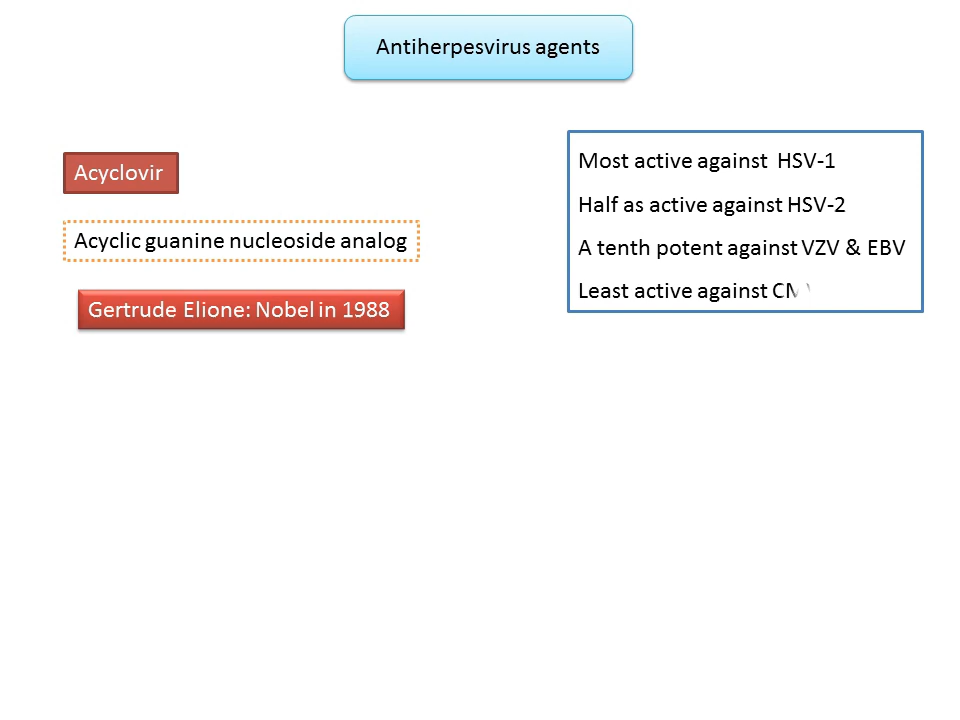 Antiherpesvirus agents
Acyclovir
Acyclic guanine nucleoside analog
Gertrude Elione: Nobel in 1988
Most active against HSV-1
Half as active against HSV-2
A tenth potent against VZV & EBV
Least active against